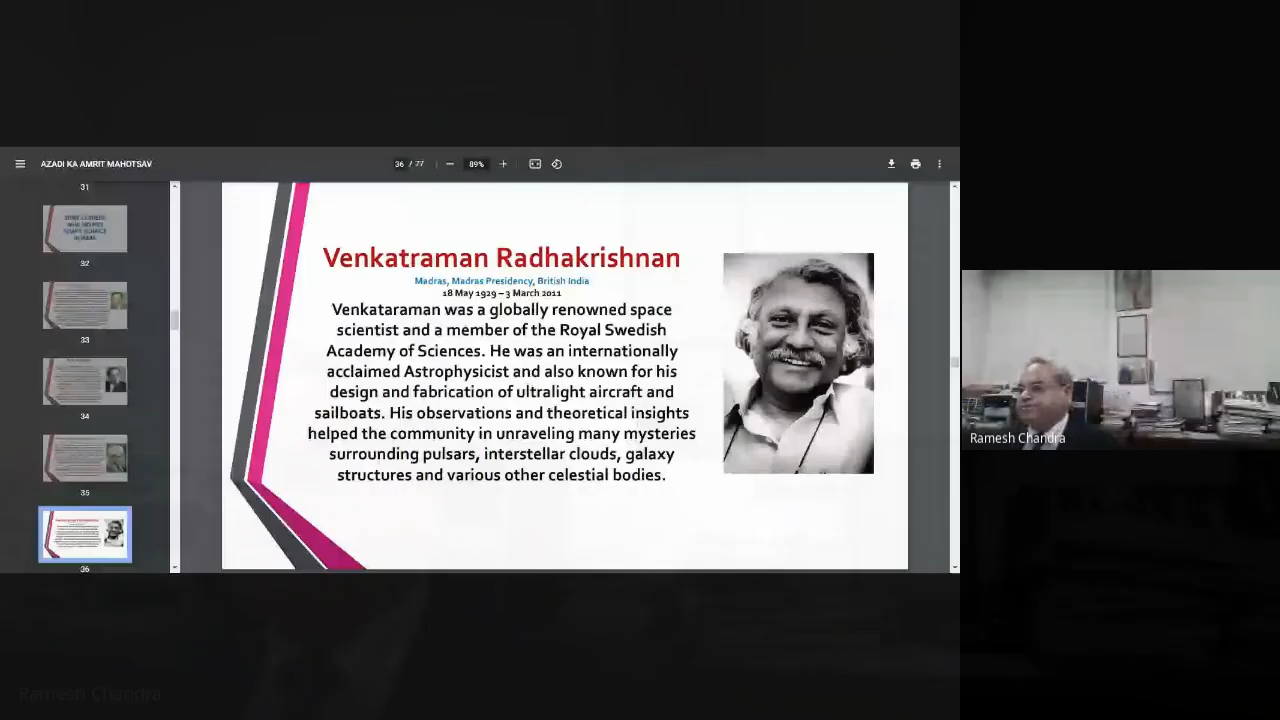 AZADI KA AMRIT MAHOTSAV
36 / 77
89%
31
32
33
34
35
36
Venkatraman Radhakrishnan
Madras, Madras Presidency, British India
18 May 1929 – 3 March 2011
Venkataraman was a globally renowned space
scientist and a member of the Royal Swedish
Academy of Sciences. He was an internationally
acclaimed Astrophysicist and also known for his
design and fabrication of ultralight aircraft and
sailboats. His observations and theoretical insights
helped the community in unraveling many mysteries
surrounding pulsars, interstellar clouds, galaxy
structures and various other celestial bodies.
Ramesh Chandra
Ramesh Chandra